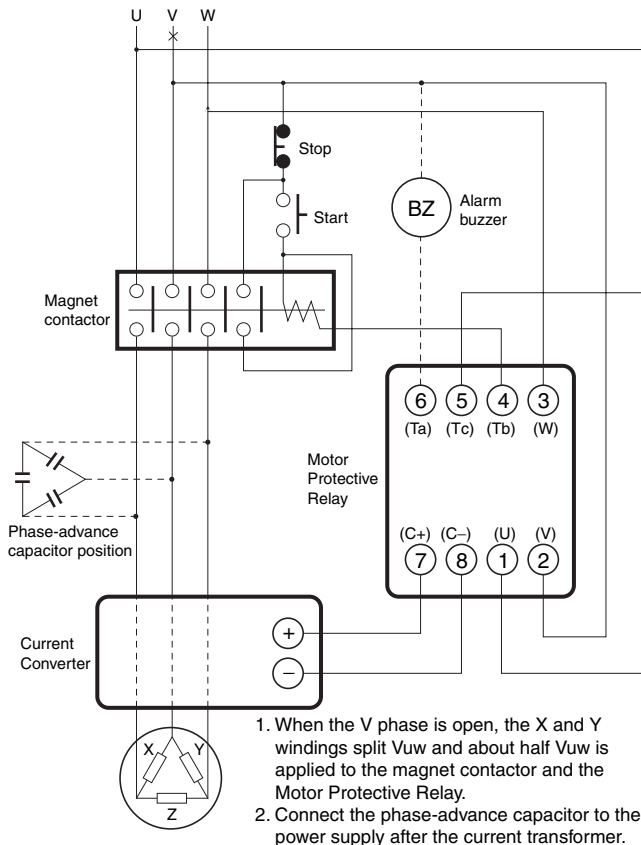 U V W
Stop
BZ
Alarm
buzzer
Start
Magnet
contactor
6 5 4 3
(Ta) (Tc) (Tb) (W)
Motor
Protective
Relay
Phase-advance
capacitor position
(C+) (C−) (U) (V)
7 8 1 2
+
Current
Converter
−
X Y
Z
1. When the V phase is open, the X and Y
windings split Vuw and about half Vuw is
applied to the magnet contactor and the
Motor Protective Relay.
2. Connect the phase-advance capacitor to the
power supply after the current transformer.